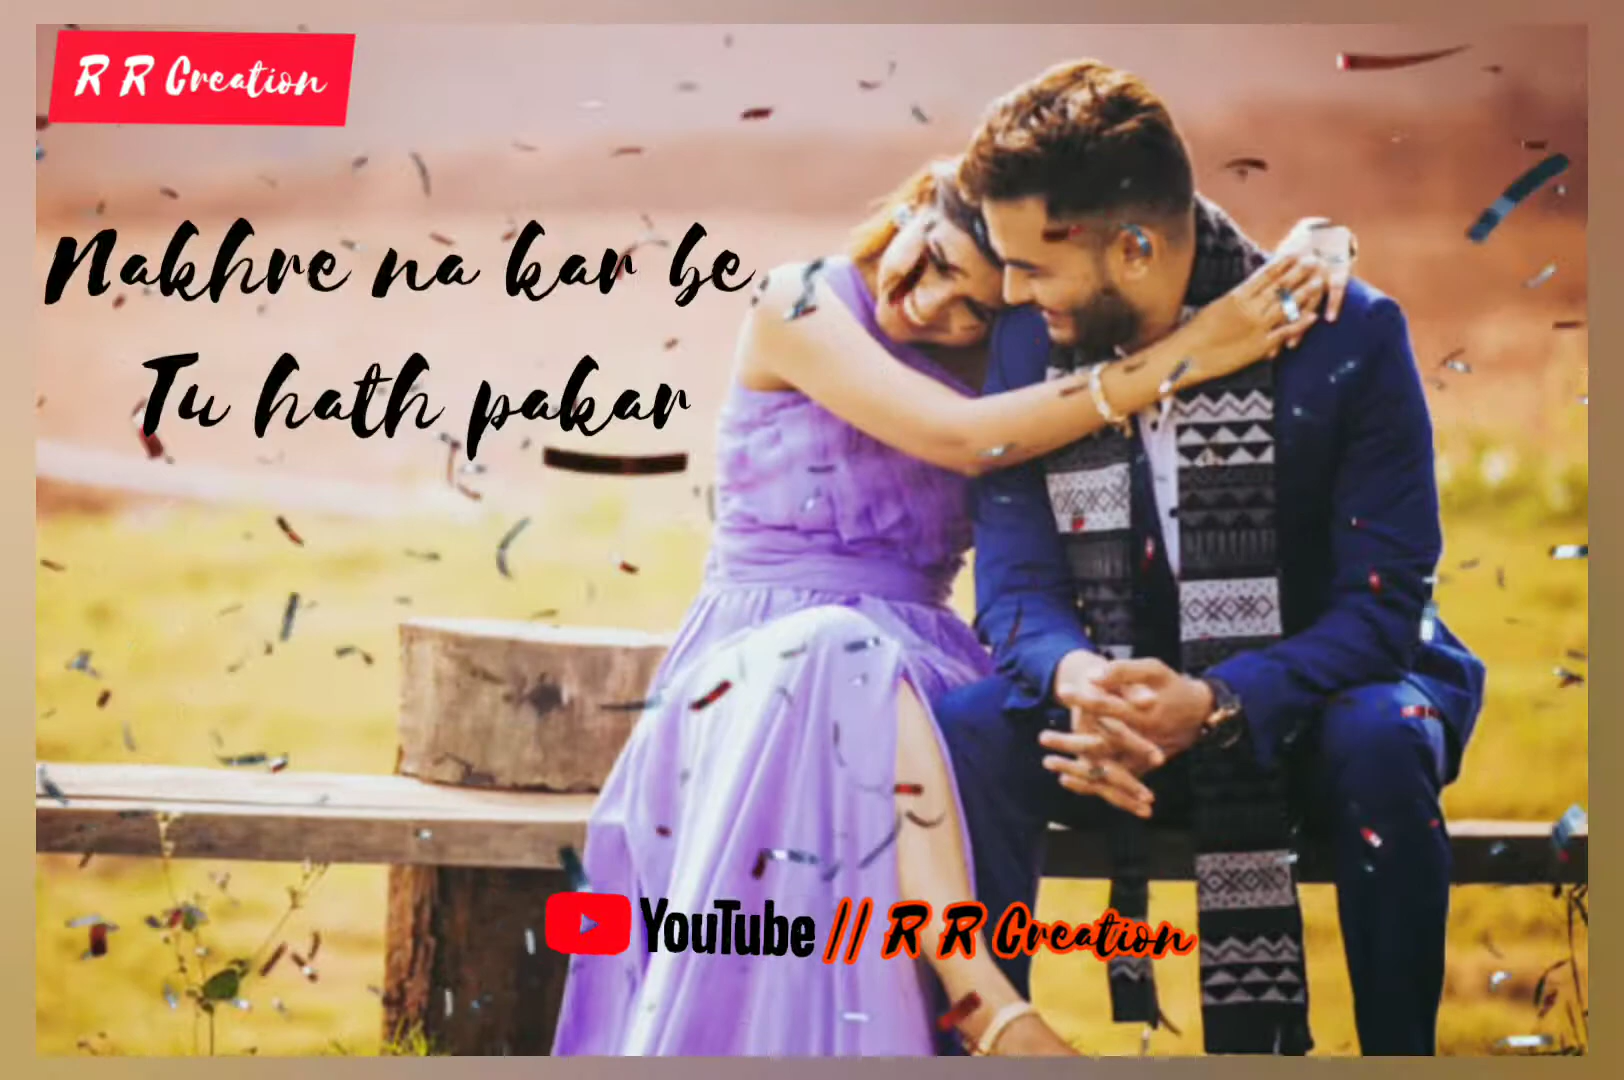 R R Creation
Nakhre na kar be
Tu hath pakar
YouTube // R R Creation